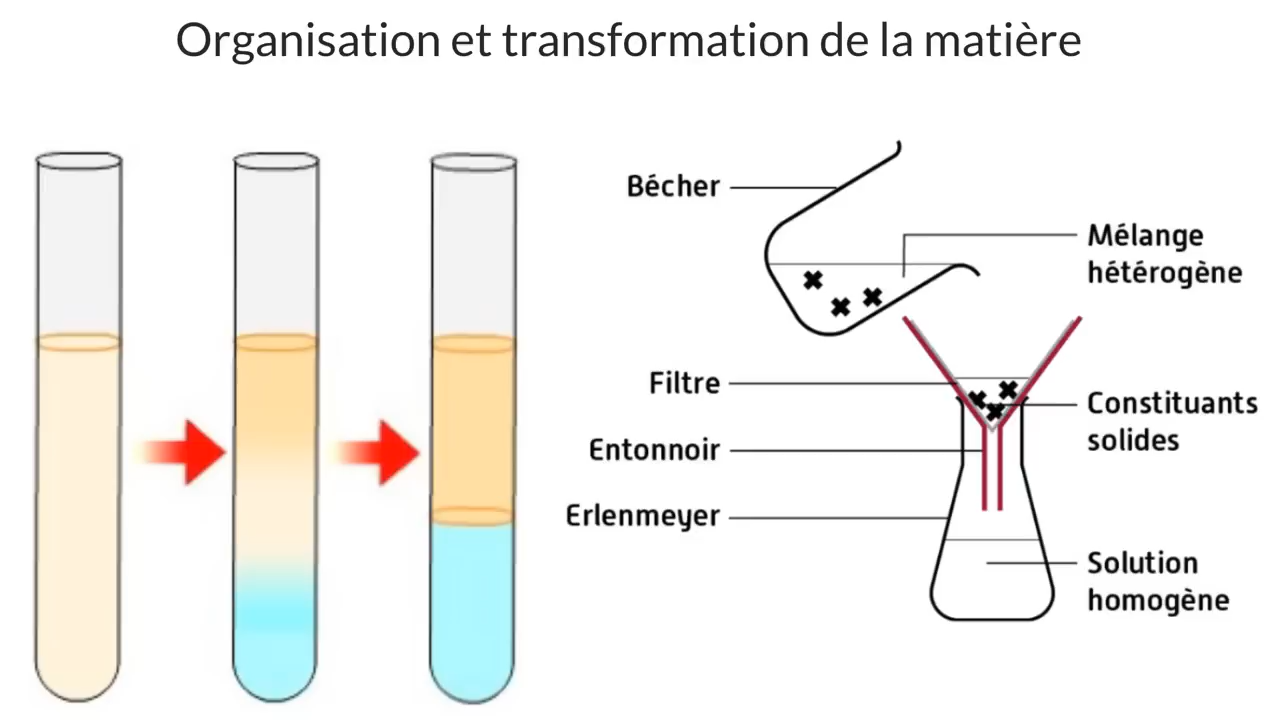 Organisation et transformation de la matière
Bécher
Mélange
hétérogène
Filtre
Constituants
solides
Entonnoir
Erlenmeyer
Solution
homogène